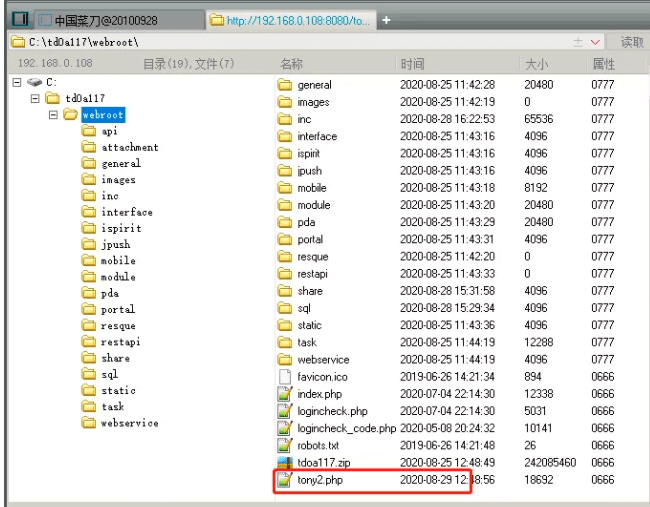 中国菜刀@20100928 http://192.168.0.108:8080/to... +
C:\td0a117\webroot\ 读取
192.168.0.108 目录(19),文件(7) 名称 时间 大小 属性
C:
td0a117
webroot
api
attachment
general
images
inc
interface
ispirit
jpush
mobile
module
pda
portal
resque
restapi
share
sql
static
task
webservice
general 2020-08-25 11:42:28 20480 0777
images 2020-08-25 11:42:19 0 0777
inc 2020-08-28 16:22:53 65536 0777
interface 2020-08-25 11:43:16 4096 0777
ispirit 2020-08-25 11:43:16 4096 0777
jpush 2020-08-25 11:43:16 4096 0777
mobile 2020-08-25 11:43:18 8192 0777
module 2020-08-25 11:43:20 20480 0777
pda 2020-08-25 11:43:29 20480 0777
portal 2020-08-25 11:43:31 4096 0777
resque 2020-08-25 11:42:20 0 0777
restapi 2020-08-25 11:43:33 0 0777
share 2020-08-28 15:31:58 4096 0777
sql 2020-08-28 15:29:34 4096 0777
static 2020-08-25 11:43:36 4096 0777
task 2020-08-25 11:44:19 12288 0777
webservice 2020-08-25 11:44:19 4096 0777
favicon.ico 2019-06-26 14:21:34 894 0666
index.php 2020-07-04 22:14:30 12338 0666
logincheck.php 2020-07-04 22:14:30 5031 0666
logincheck_code.php 2020-05-08 20:24:32 10141 0666
robots.txt 2019-06-26 14:21:48 26 0666
tdoa117.zip 2020-08-25 12:48:49 242085460 0666
tony2.php 2020-08-29 12:48:56 18692 0666